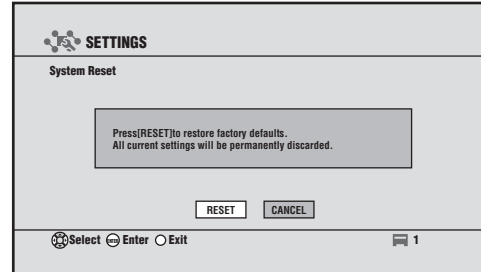 SETTINGS
System Reset
Press[RESET]to restore factory defaults.
All current settings will be permanently discarded.
RESET CANCEL
Select Enter Exit 1